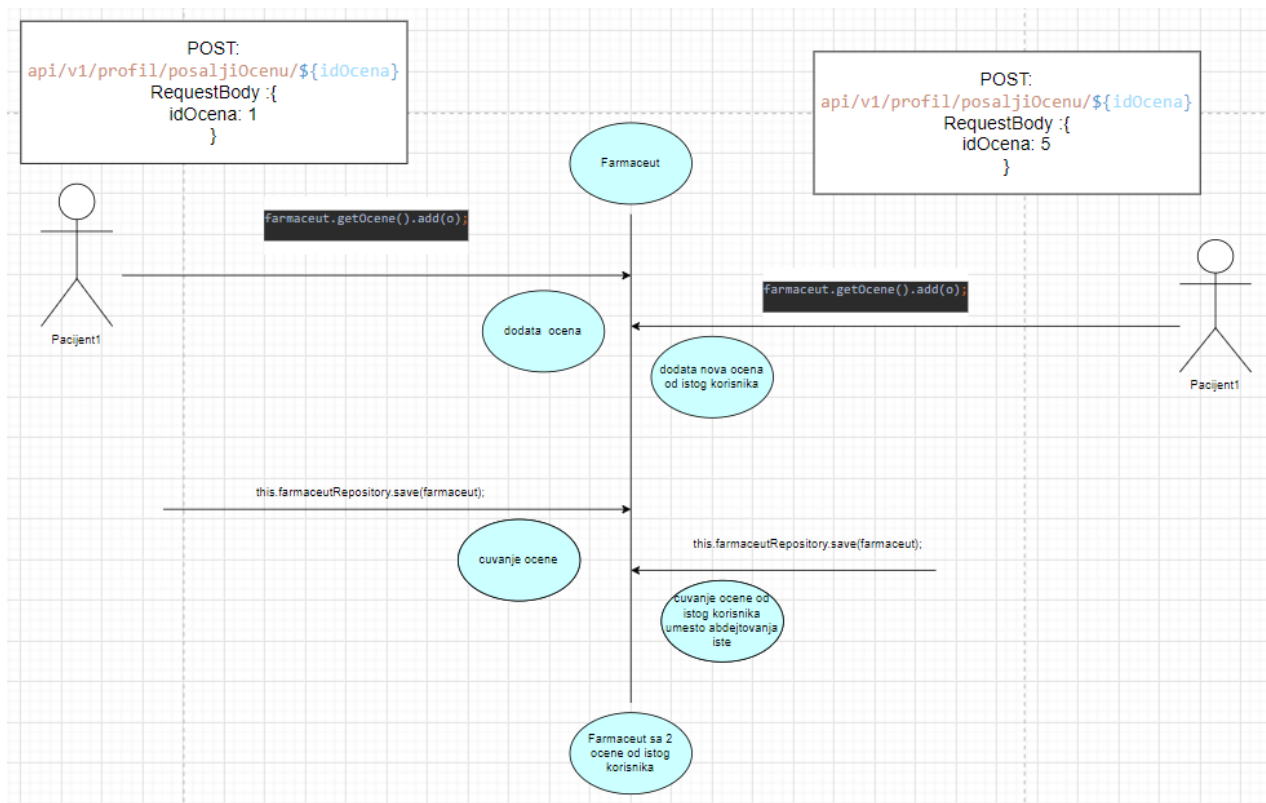 POST:
api/v1/profil/posaljiOcenu/${idOcena}
RequestBody :{
idOcena: 1
}
POST:
api/v1/profil/posaljiOcenu/${idOcena}
RequestBody :{
idOcena: 5
}
Farmaceut
farmaceut.getOcene().add(o);
farmaceut.getOcene().add(o);
Pacijent1
dodata ocena
dodata nova ocena
od istog korisnika
Pacijent1
this.farmaceutRepository.save(farmaceut);
this.farmaceutRepository.save(farmaceut);
cuvanje ocene
cuvanje ocene od
istog korisnika
umesto abdejtovanja
iste
Farmaceut sa 2
ocene od istog
korisnika